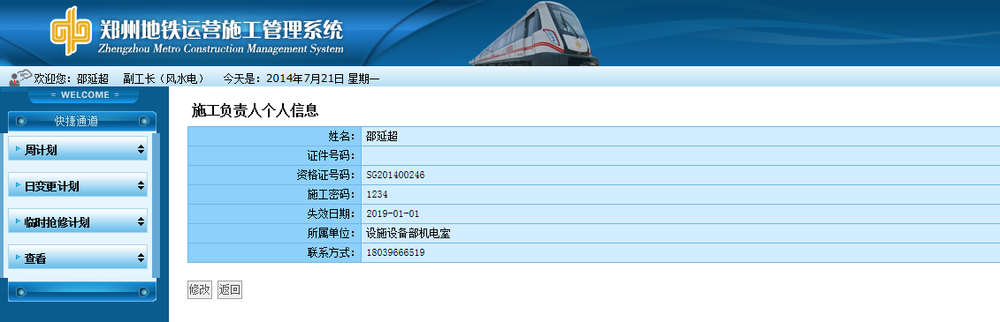 郑州地铁运营施工管理系统
Zhengzhou Metro Construction Management System
欢迎您: 邵延超 副工长（风水电） 今天是: 2014年7月21日 星期一
= WELCOME =
快捷通道
周计划
日变更计划
临时抢修计划
查看
施工负责人个人信息
姓名: 邵延超
证件号码:
资格证号码: SG201400246
施工密码: 1234
失效日期: 2019-01-01
所属单位: 设施设备部机电室
联系方式: 18039666519
修改 返回